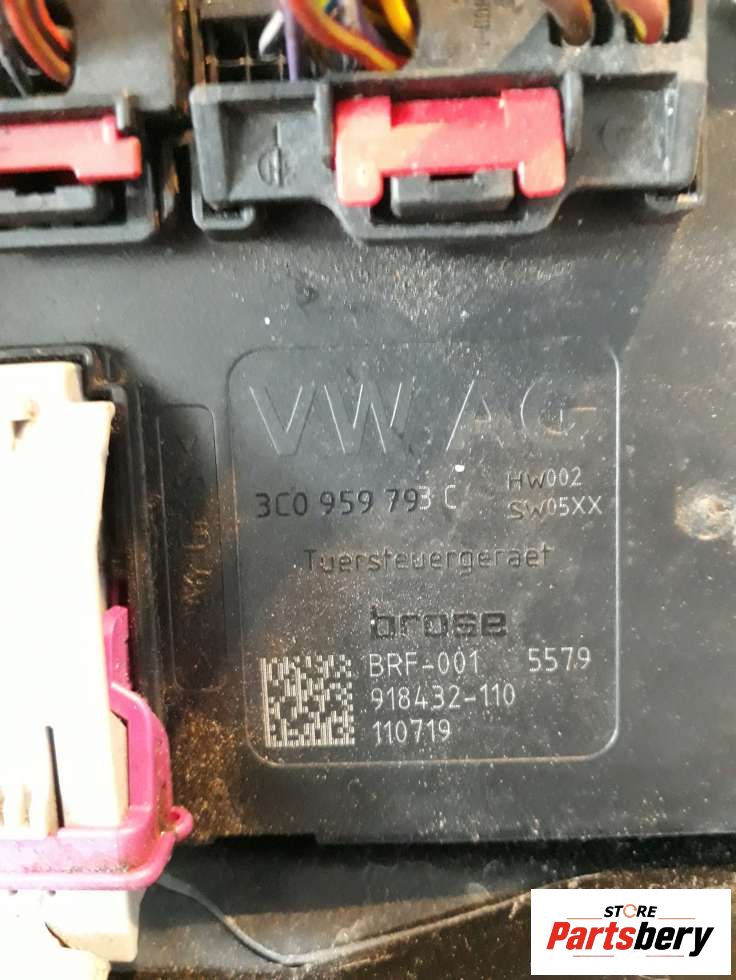 VW AG
3C0 959 793 C HW002
SW05XX
Tuersteuergeraet
brose
BRF-001 5579
918432-110
110719
STORE
Partsbery